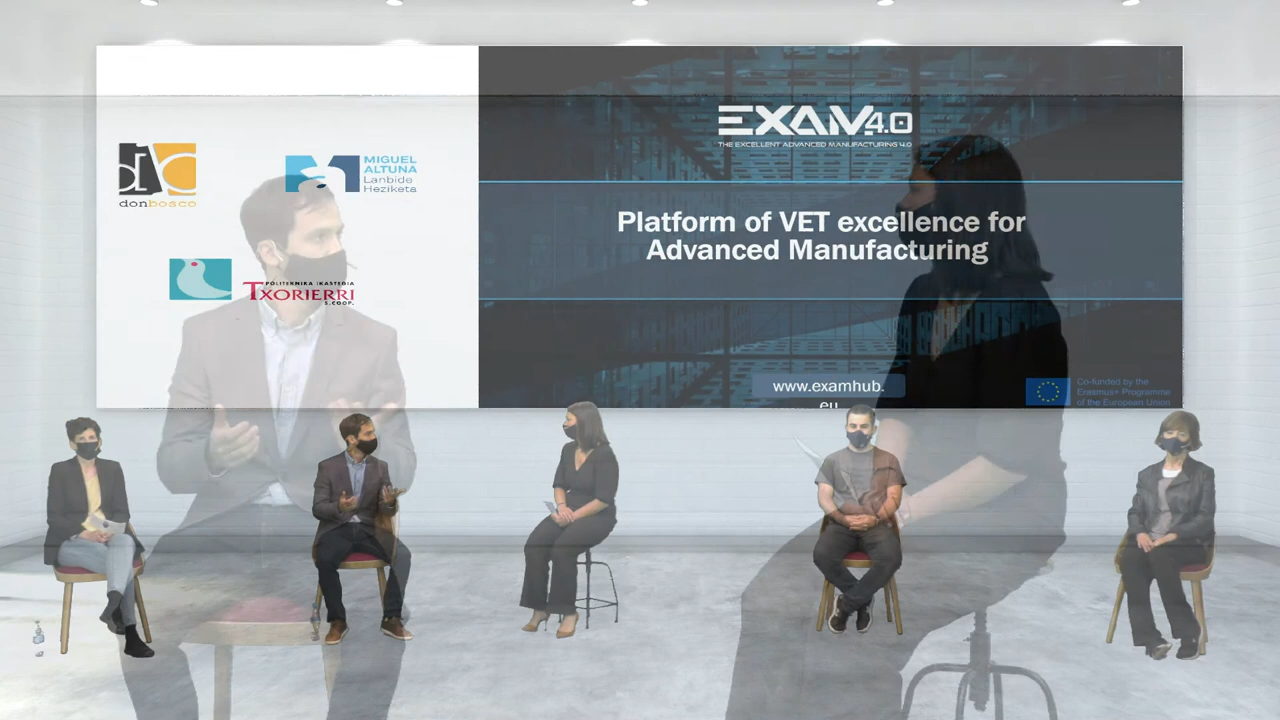 donbosco
MIGUEL
ALTUNA
Lanbide
Heziketa
POLITEKNIKA IKASTEGIA
TXORIERRI
S.COOP.
EXAM 4.0
THE EXCELLENT ADVANCED MANUFACTURING 4.0
Platform of VET excellence for
Advanced Manufacturing
www.examhub.
eu
Co-funded by the
Erasmus+ Programme
of the European Union